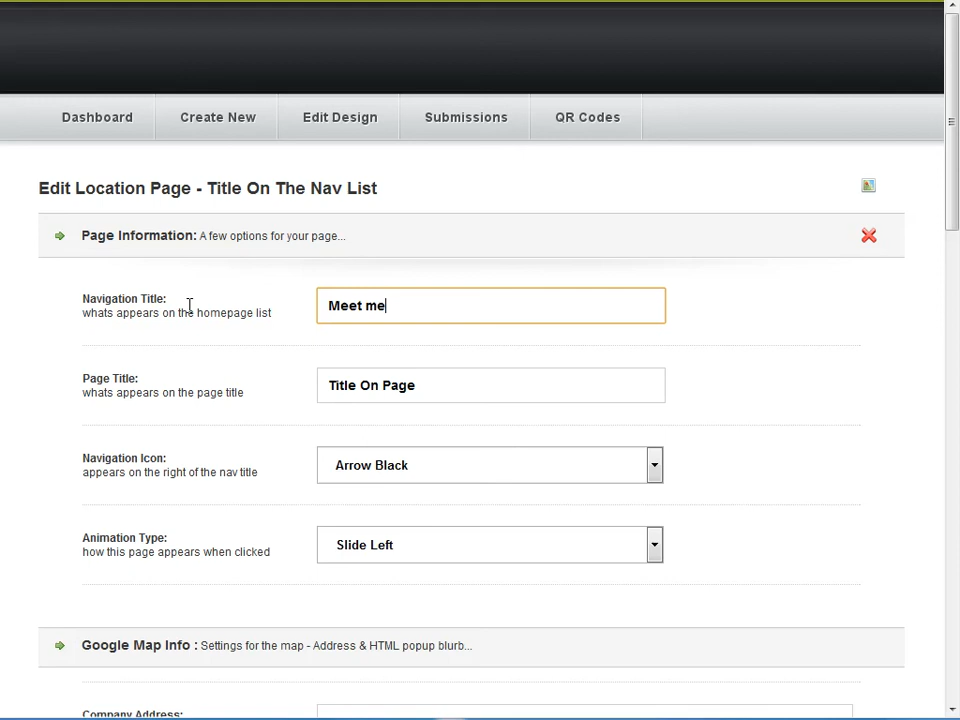 Dashboard
Create New
Edit Design
Submissions
QR Codes
Edit Location Page - Title On The Nav List
Page Information: A few options for your page...
Navigation Title:
whats appears on the homepage list
Meet me
Page Title:
whats appears on the page title
Title On Page
Navigation Icon:
appears on the right of the nav title
Arrow Black
Animation Type:
how this page appears when clicked
Slide Left
Google Map Info : Settings for the map - Address & HTML popup blurb...
Company Address: